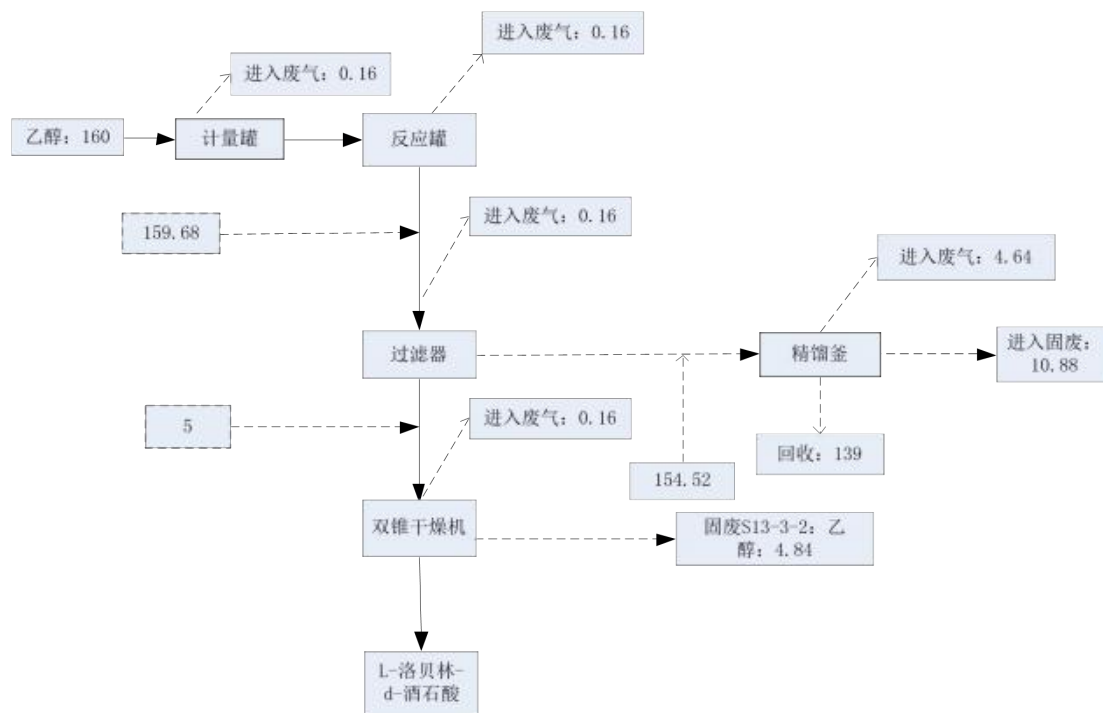 进入废气：0.16
进入废气：0.16
乙醇：160
计量罐
反应罐
进入废气：0.16
159.68
进入废气：4.64
过滤器
精馏釜
进入固废：
10.88
进入废气：0.16
5
回收：139
154.52
双锥干燥机
固废S13-3-2：乙
醇：4.84
L-洛贝林-
d-酒石酸